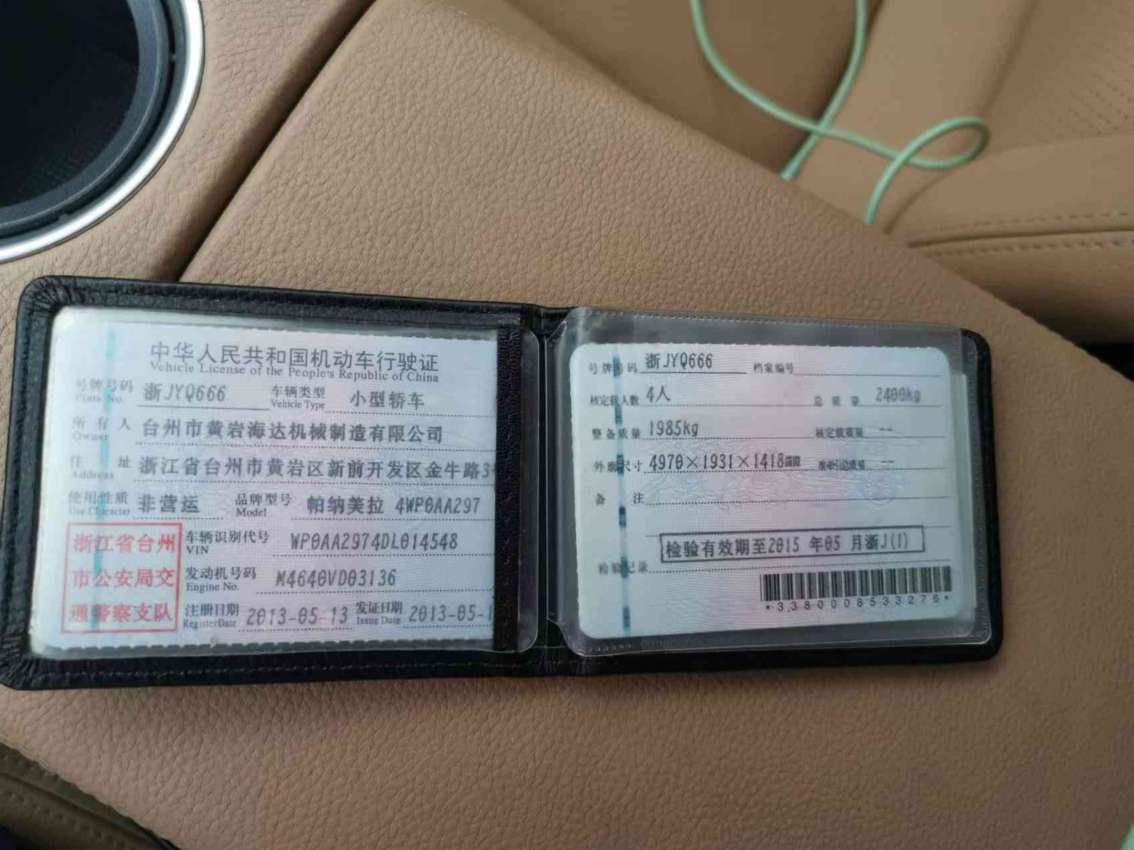 中华人民共和国机动车行驶证
Vehicle License of the People's Republic of China
号牌号码 浙JYQ666 车辆类型 小型轿车
Plate No. Vehicle Type
所有人 台州市黄岩海达机械制造有限公司
Owner
住址 浙江省台州市黄岩区新前开发区金牛路3
Address
使用性质 非营运 品牌型号 帕纳美拉 4WP0AA297
Use Character Model
浙江省台州
市公安局交
通警察支队
车辆识别代号 WP0AA2974DL014548
VIN
发动机号码 M4640VD03136
Engine No.
注册日期 2013-05-13 发证日期 2013-05-1
Register Date Issue Date
号牌号码 浙JYQ666 档案编号
核定载人数 4人 总质量 2400kg
整备质量 1985kg 核定载质量 --
外廓尺寸 4970×1931×1418mm 准牵引总质量 --
备注
检验有效期至2015年05月浙J(1)
检验记录
*3380008533276*